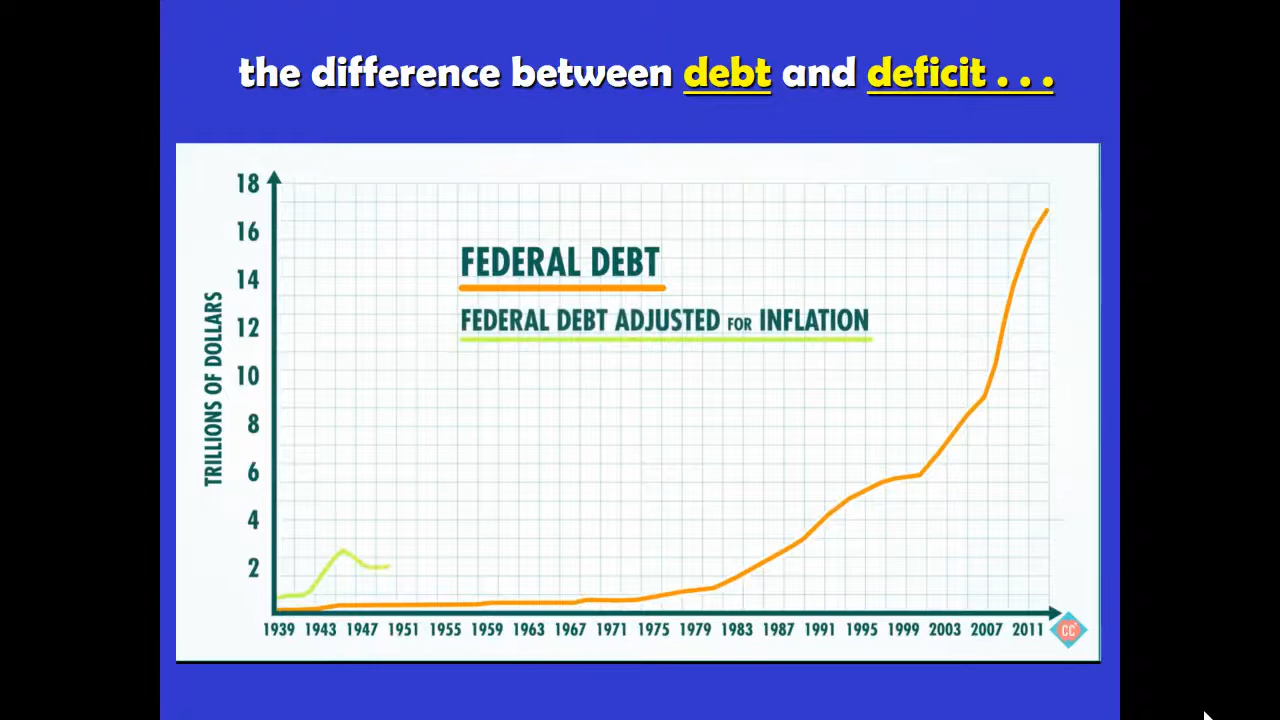 the difference between debt and deficit . . .
18
16
14
12
10
8
6
4
2
TRILLIONS OF DOLLARS
FEDERAL DEBT
FEDERAL DEBT ADJUSTED FOR INFLATION
1939 1943 1947 1951 1955 1959 1963 1967 1971 1975 1979 1983 1987 1991 1995 1999 2003 2007 2011
CC